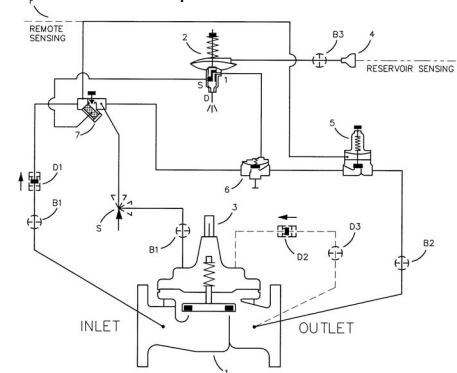 P
REMOTE
SENSING
2
B3
4
RESERVOIR SENSING
S
1
D
5
7
6
D1
B1
S
3
B1
D2
D3
B2
INLET
OUTLET
1